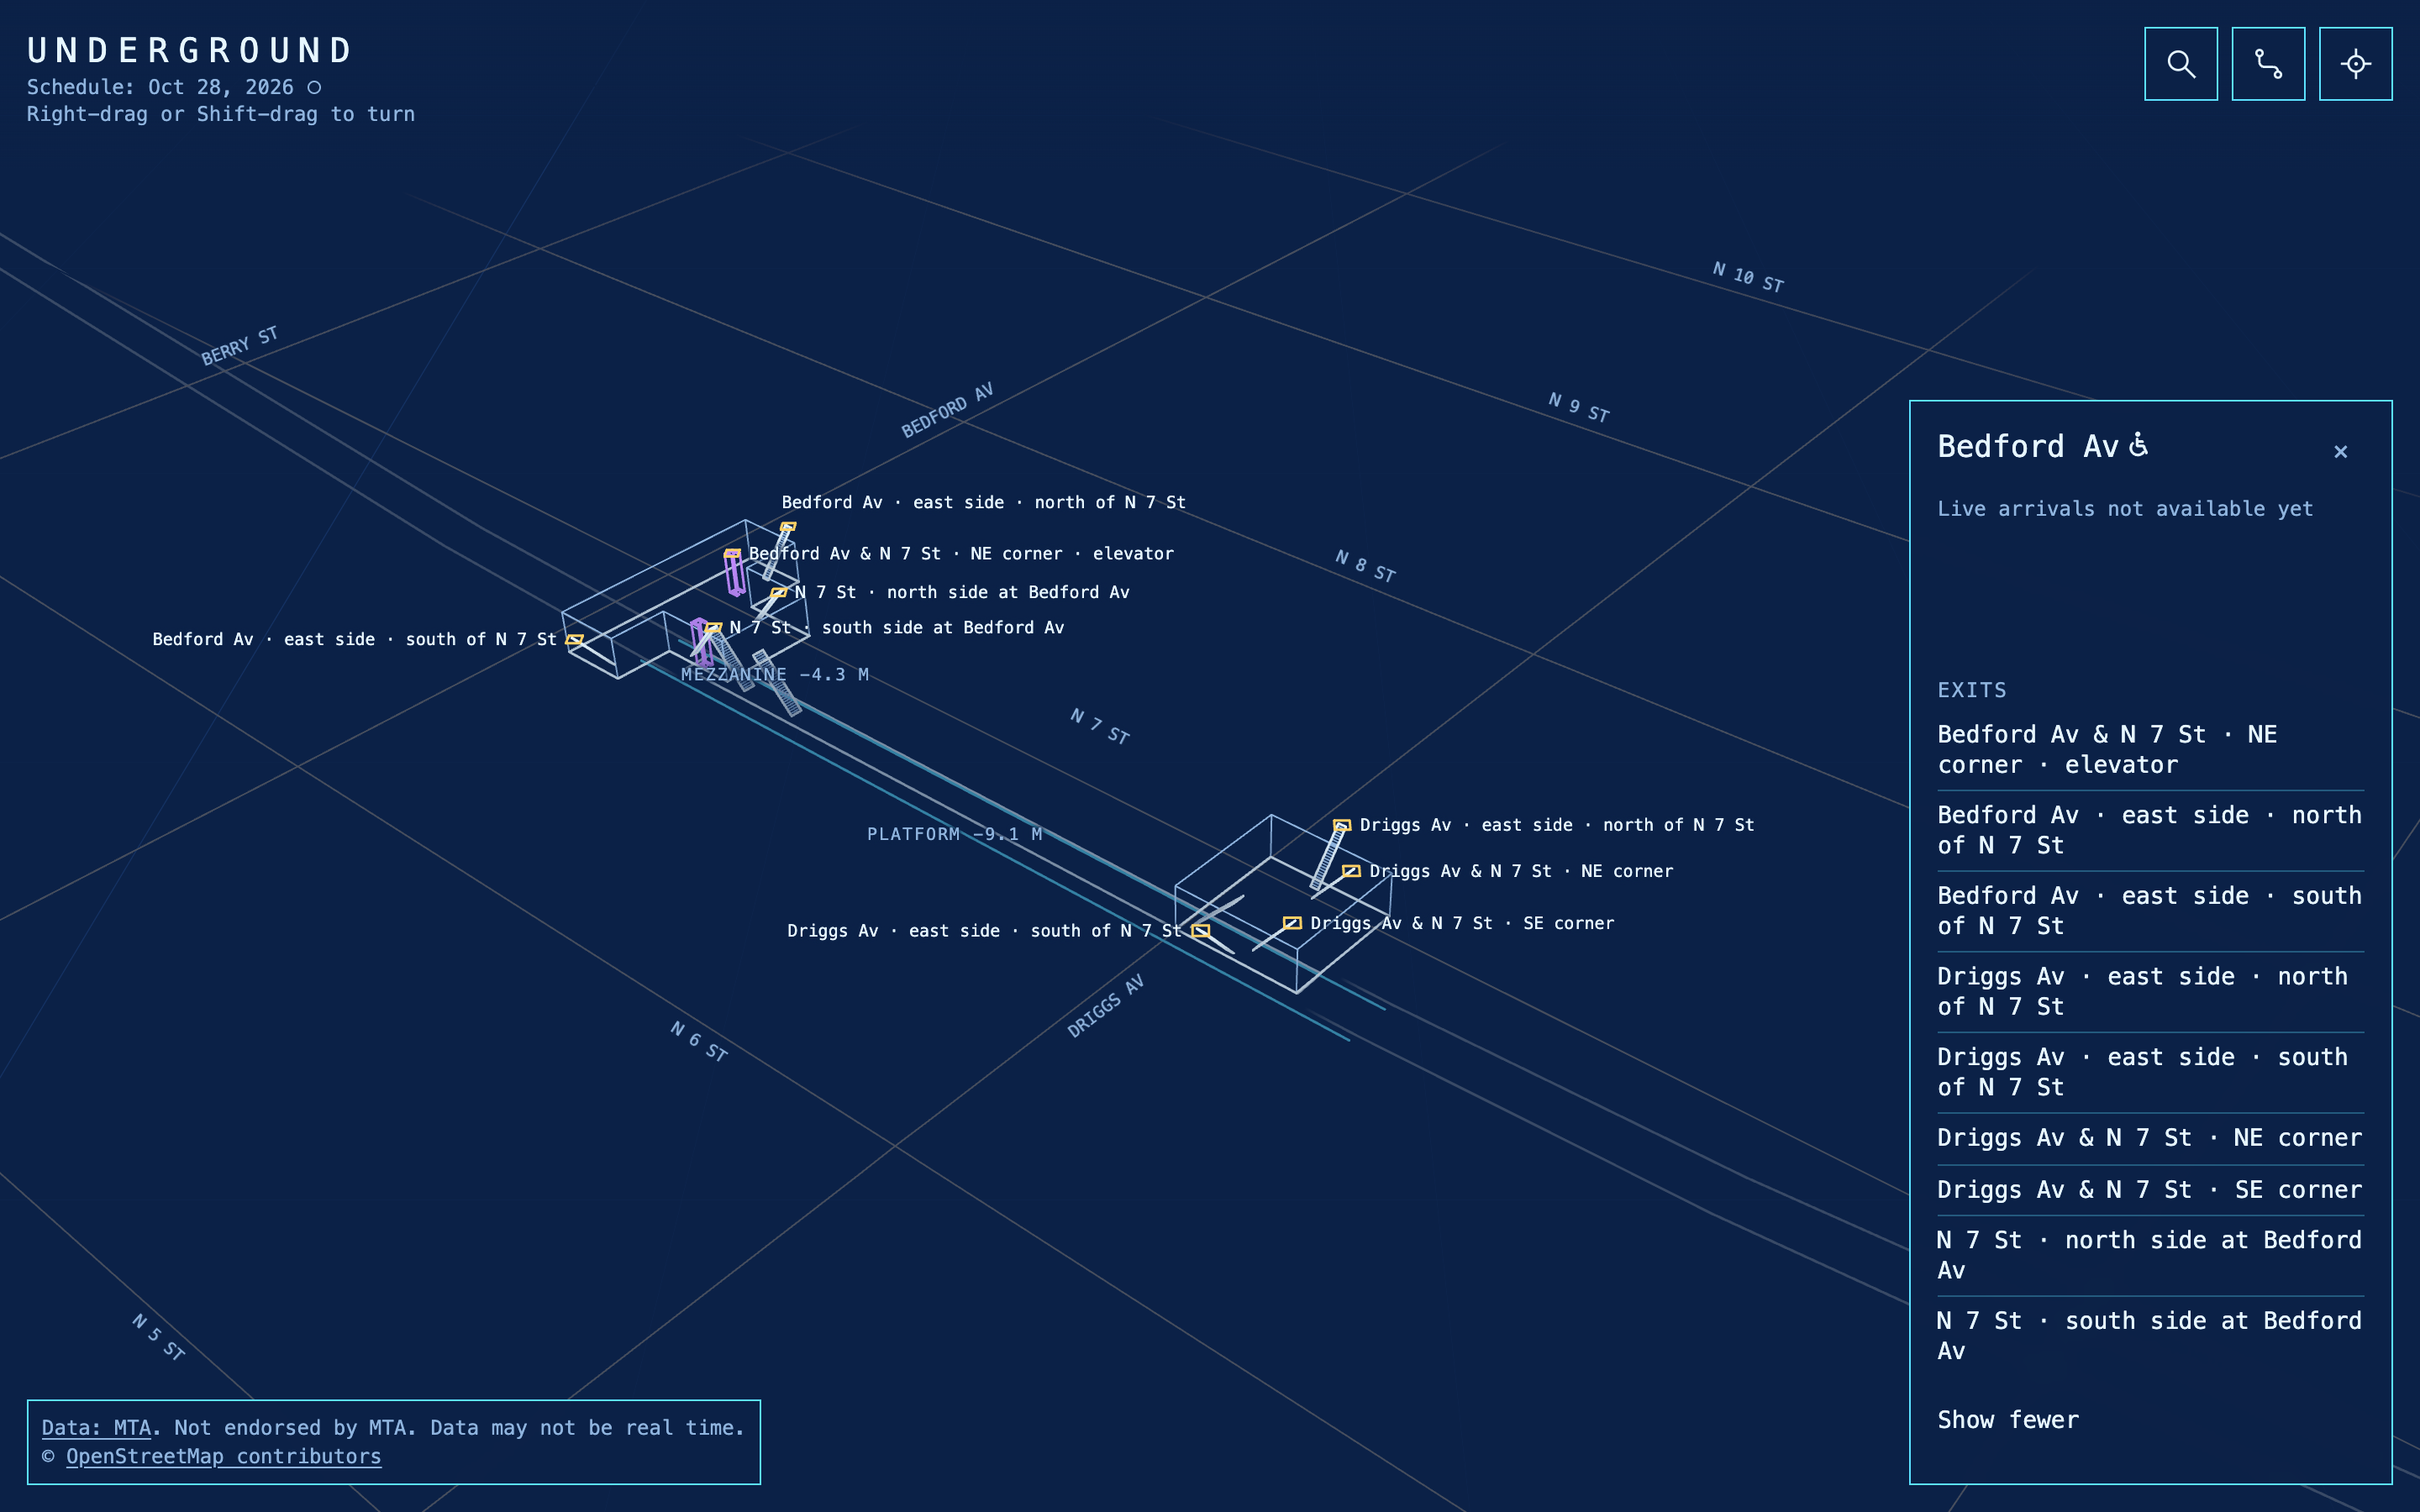 UNDERGROUND
Schedule: Oct 28, 2026
Right-drag or Shift-drag to turn
N 10 ST
BERRY ST
BEDFORD AV
N 9 ST
N 8 ST
Bedford Av · east side · north of N 7 St
Bedford Av & N 7 St · NE corner · elevator
N 7 St · north side at Bedford Av
N 7 St · south side at Bedford Av
Bedford Av · east side · south of N 7 St
MEZZANINE -4.3 M
N 7 ST
PLATFORM -9.1 M
Driggs Av · east side · north of N 7 St
Driggs Av & N 7 St · NE corner
Driggs Av & N 7 St · SE corner
Driggs Av · east side · south of N 7 St
DRIGGS AV
N 6 ST
N 5 ST
Data: MTA. Not endorsed by MTA. Data may not be real time.
© OpenStreetMap contributors
Bedford Av
×
Live arrivals not available yet
EXITS
Bedford Av & N 7 St · NE
corner · elevator
Bedford Av · east side · north
of N 7 St
Bedford Av · east side · south
of N 7 St
Driggs Av · east side · north
of N 7 St
Driggs Av · east side · south
of N 7 St
Driggs Av & N 7 St · NE corner
Driggs Av & N 7 St · SE corner
N 7 St · north side at Bedford
Av
N 7 St · south side at Bedford
Av
Show fewer